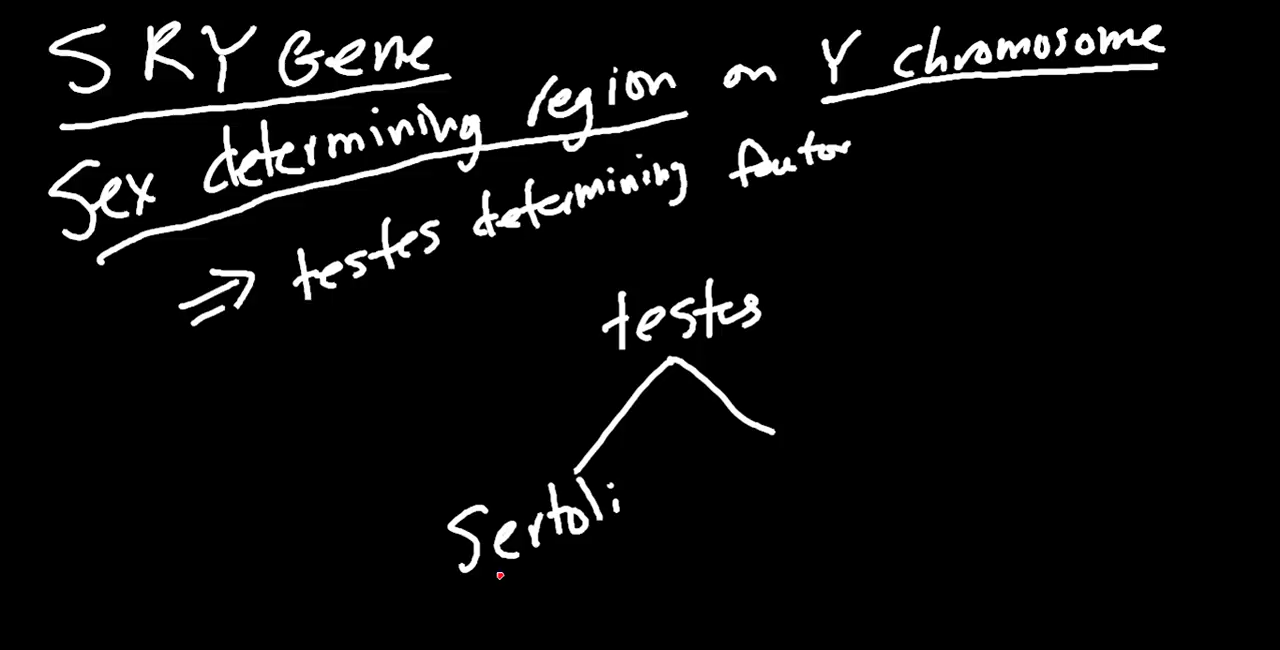 SRY Gene
Sex determining region on Y chromosome
⇒ testes determining factor
testes
Sertoli